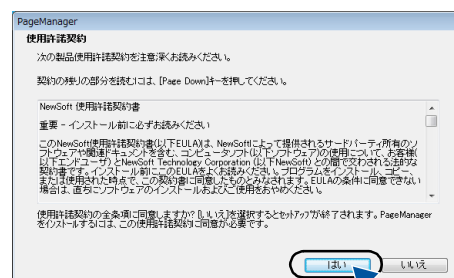 PageManager
使用許諾契約
次の製品使用許諾契約を注意深くお読みください。
契約の残りの部分を読むには、[Page Down]キーを押してください。
NewSoft 使用許諾契約書
重要 - インストール前に必ずお読みください
このNewSoft使用許諾契約書(以下EULA)は、NewSoftによって提供されるサードパーティ所有のソ
フトウェアや関連ドキュメントを含む、コンピュータソフト(以下ソフトウェア)の使用について、お客様(
以下エンドユーザ)とNewSoft Technology Corporation (以下NewSoft) との間で交わされる法的な
契約書です。インストール前にこのEULAをよくお読みください。プログラムをインストール、コピー、
または使用された時点で、この契約書に同意したものとみなされます。EULAの条件に同意できない
場合は、直ちにソフトウェアのインストールおよびご使用をおやめください。
使用許諾契約の全条項に同意しますか? [いいえ]を選択するとセットアップが終了されます。PageManager
をインストールするには、この使用許諾契約に同意が必要です。
はい
いいえ